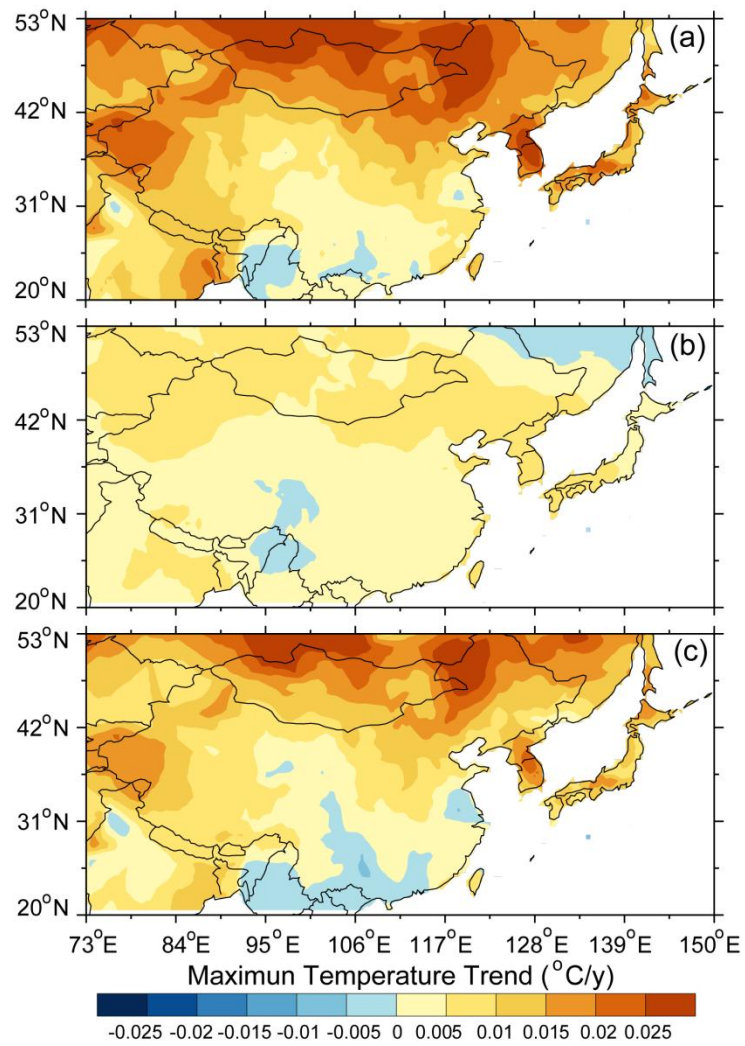 53°N
(a)
42°N
31°N
20°N
53°N
(b)
42°N
31°N
20°N
53°N
(c)
42°N
31°N
20°N
73°E 84°E 95°E 106°E 117°E 128°E 139°E 150°E
Maximun Temperature Trend (°C/y)
-0.025 -0.02 -0.015 -0.01 -0.005 0 0.005 0.01 0.015 0.02 0.025